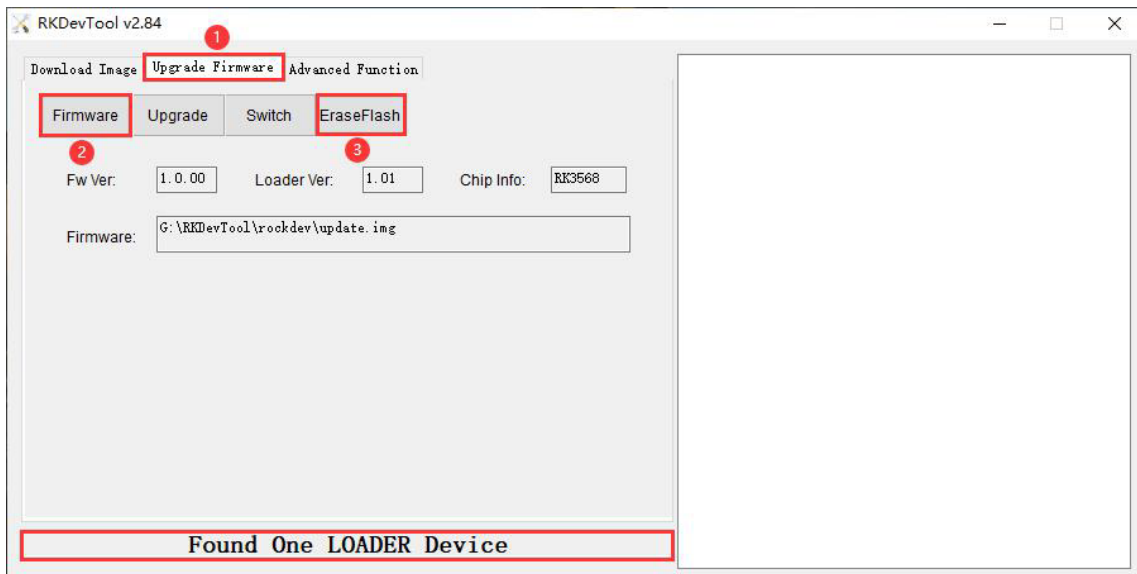 RKDevTool v2.84
1
Download Image Upgrade Firmware Advanced Function
Firmware Upgrade Switch EraseFlash
2 3
Fw Ver: 1.0.00 Loader Ver: 1.01 Chip Info: RK3568
Firmware: G:\RKDevTool\rockdev\update.img
Found One LOADER Device